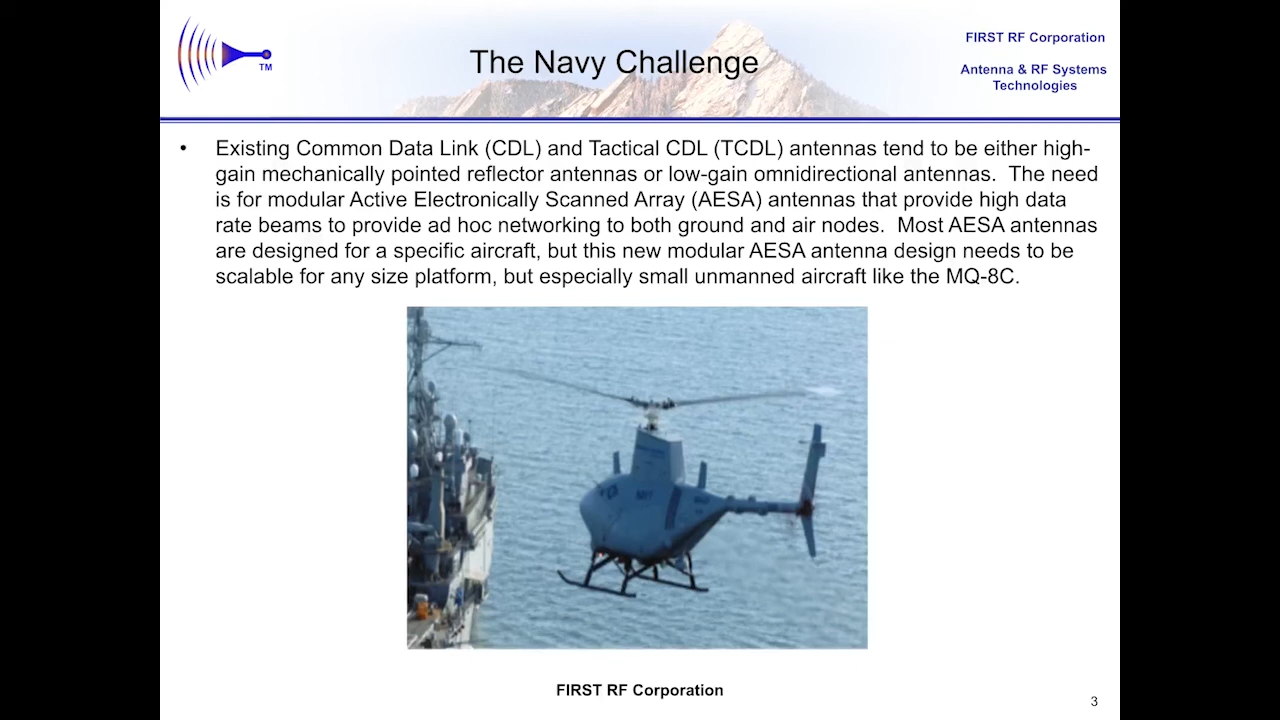 TM
The Navy Challenge
FIRST RF Corporation
Antenna & RF Systems
Technologies
• Existing Common Data Link (CDL) and Tactical CDL (TCDL) antennas tend to be either high-
gain mechanically pointed reflector antennas or low-gain omnidirectional antennas.  The need
is for modular Active Electronically Scanned Array (AESA) antennas that provide high data
rate beams to provide ad hoc networking to both ground and air nodes.  Most AESA antennas
are designed for a specific aircraft, but this new modular AESA antenna design needs to be
scalable for any size platform, but especially small unmanned aircraft like the MQ-8C.
NAVY
FIRST RF Corporation
3